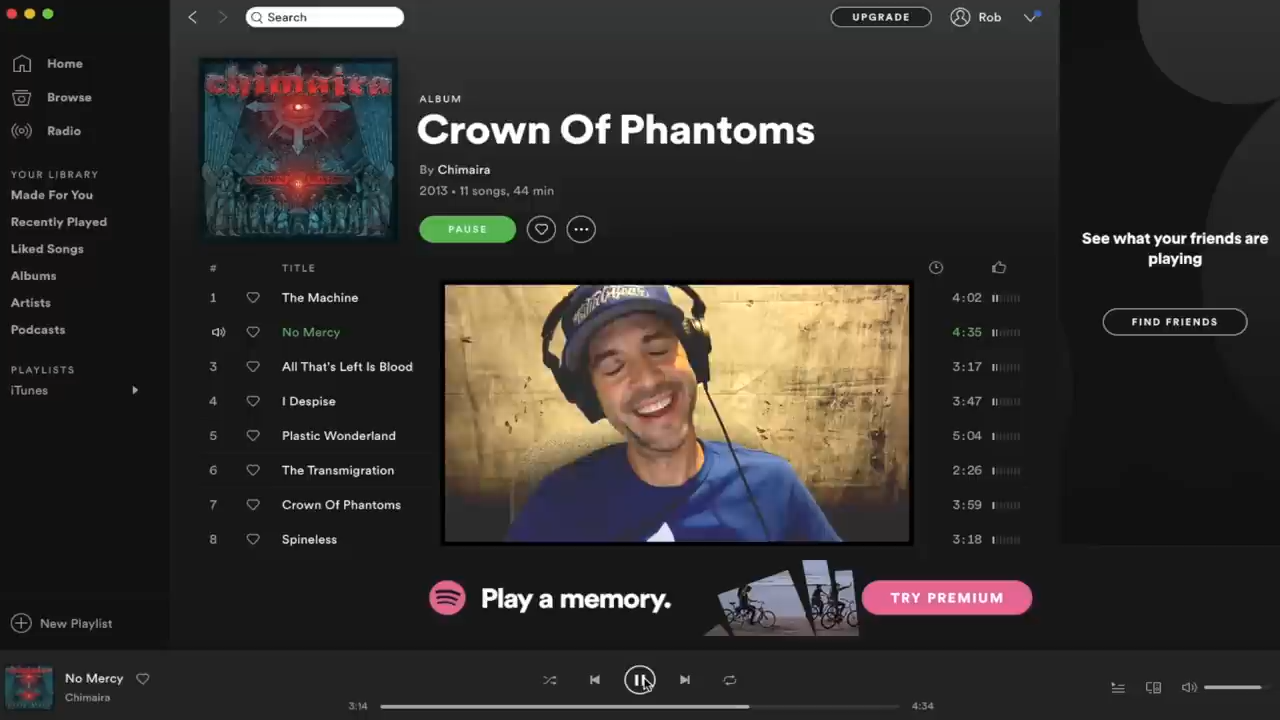 Search
UPGRADE
Rob
Home
Browse
Radio
YOUR LIBRARY
Made For You
Recently Played
Liked Songs
Albums
Artists
Podcasts
PLAYLISTS
iTunes
New Playlist
chimaira
ALBUM
Crown Of Phantoms
By Chimaira
2013 • 11 songs, 44 min
PAUSE
# TITLE
1 The Machine 4:02
No Mercy 4:35
3 All That's Left Is Blood 3:17
4 I Despise 3:47
5 Plastic Wonderland 5:04
6 The Transmigration 2:26
7 Crown Of Phantoms 3:59
8 Spineless 3:18
See what your friends are
playing
FIND FRIENDS
Play a memory.
TRY PREMIUM
No Mercy
Chimaira
3:14
4:34